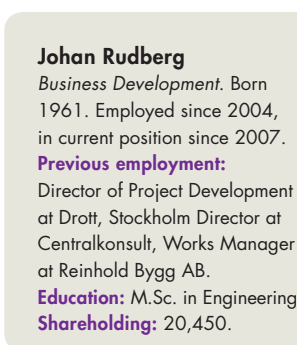 Johan Rudberg
Business Development. Born
1961. Employed since 2004,
in current position since 2007.
Previous employment:
Director of Project Development
at Drott, Stockholm Director at
Centralkonsult, Works Manager
at Reinhold Bygg AB.
Education: M.Sc. in Engineering
Shareholding: 20,450.